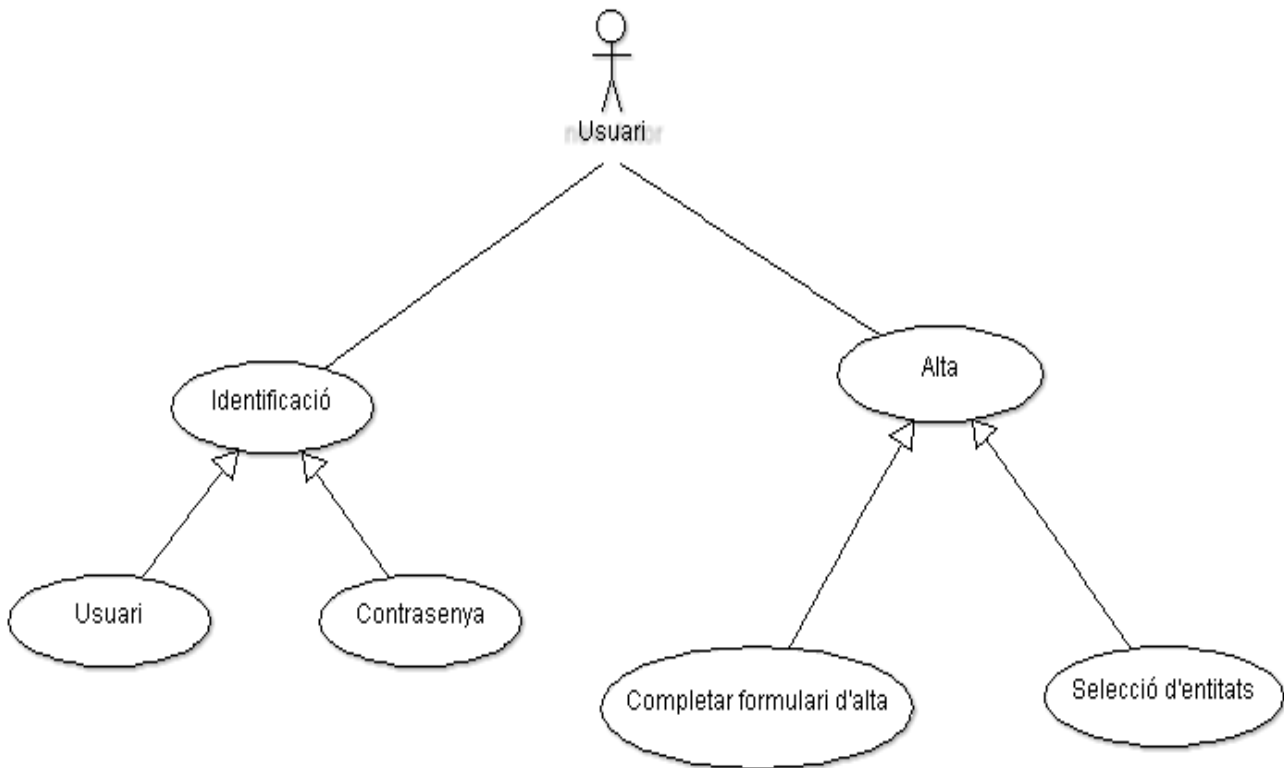 Usuari
Alta
Identificació
Usuari
Contrasenya
Completar formulari d'alta
Selecció d'entitats